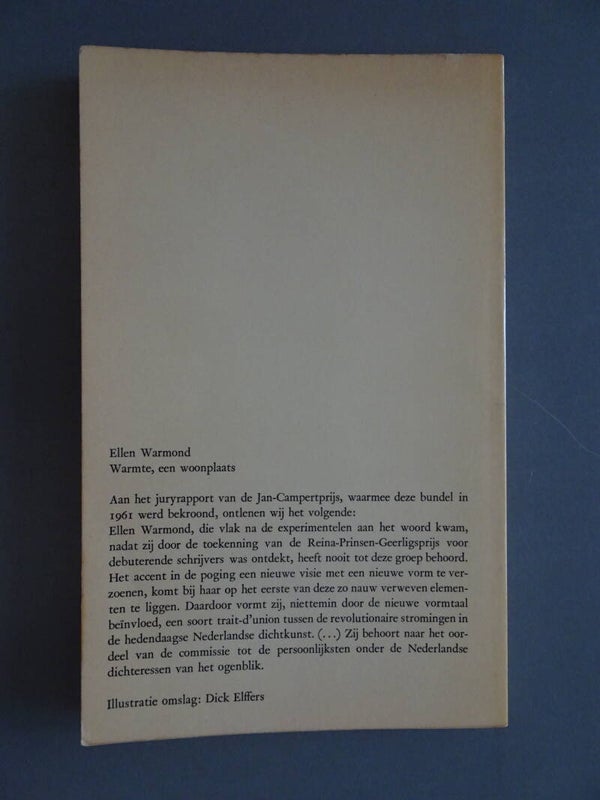 Ellen Warmond
Warmte, een woonplaats
Aan het juryrapport van de Jan-Campertprijs, waarmee deze bundel in
1961 werd bekroond, ontlenen wij het volgende:
Ellen Warmond, die vlak na de experimentelen aan het woord kwam,
nadat zij door de toekenning van de Reina-Prinsen-Geerligsprijs voor
debuterende schrijvers was ontdekt, heeft nooit tot deze groep behoord.
Het accent in de poging een nieuwe visie met een nieuwe vorm te ver-
zoenen, komt bij haar op het eerste van deze zo nauw verweven elemen-
ten te liggen. Daardoor vormt zij, niettemin door de nieuwe vormtaal
beïnvloed, een soort trait-d'union tussen de revolutionaire stromingen in
de hedendaagse Nederlandse dichtkunst. (...) Zij behoort naar het oor-
deel van de commissie tot de persoonlijksten onder de Nederlandse
dichteressen van het ogenblik.
Illustratie omslag: Dick Elffers